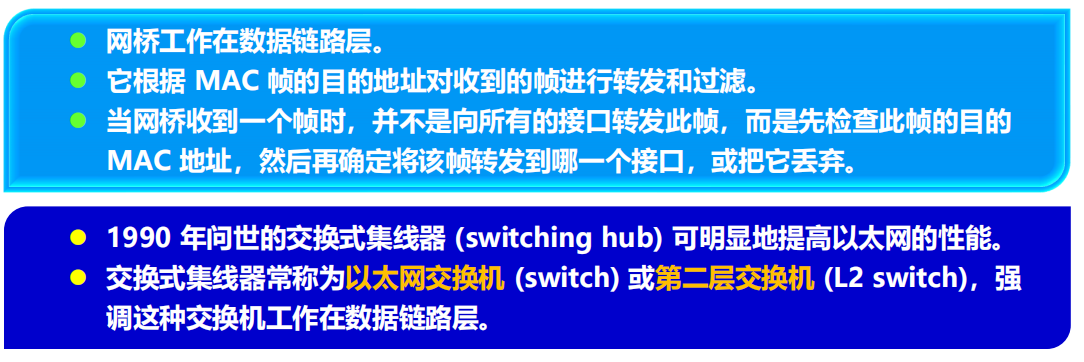 网桥工作在数据链路层。
它根据 MAC 帧的目的地址对收到的帧进行转发和过滤。
当网桥收到一个帧时，并不是向所有的接口转发此帧，而是先检查此帧的目的
MAC 地址，然后再确定将该帧转发到哪一个接口，或把它丢弃。
1990 年问世的交换式集线器 (switching hub) 可明显地提高以太网的性能。
交换式集线器常称为以太网交换机 (switch) 或第二层交换机 (L2 switch)，强
调这种交换机工作在数据链路层。